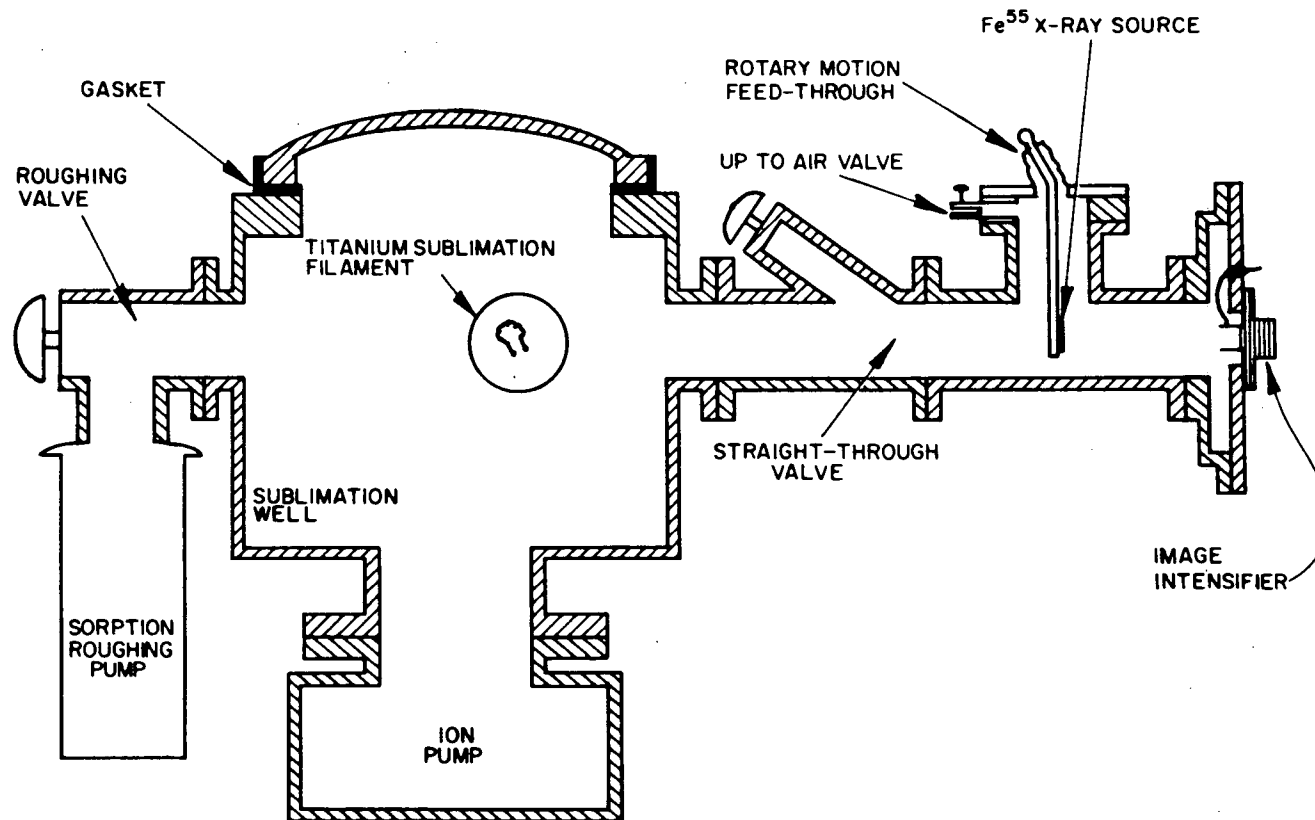 Fe55 X-RAY SOURCE
ROTARY MOTION
FEED-THROUGH
GASKET
UP TO AIR VALVE
ROUGHING
VALVE
TITANIUM SUBLIMATION
FILAMENT
STRAIGHT-THROUGH
VALVE
SUBLIMATION
WELL
IMAGE
INTENSIFIER
SORPTION
ROUGHING
PUMP
ION
PUMP